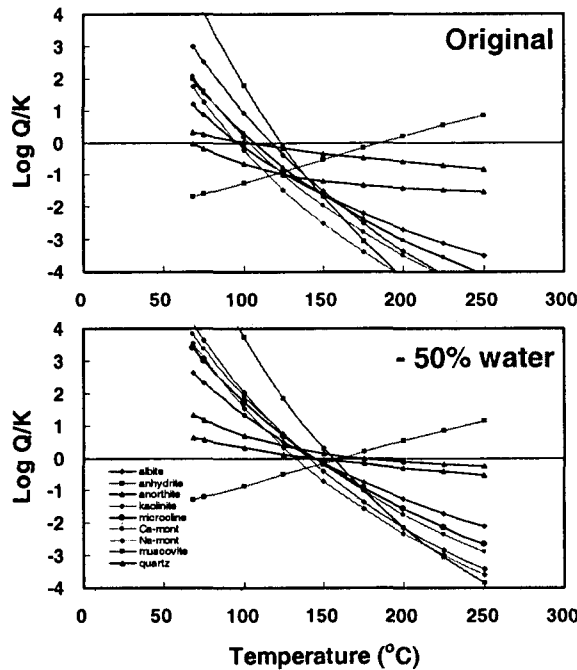 Original
Log Q/K
4
3
2
1
0
-1
-2
-3
-4
0 50 100 150 200 250 300
- 50% water
Log Q/K
4
3
2
1
0
-1
-2
-3
-4
albite
anhydrite
anorthite
kaolinite
microcline
Ca-mont
Na-mont
muscovite
quartz
0 50 100 150 200 250 300
Temperature (°C)